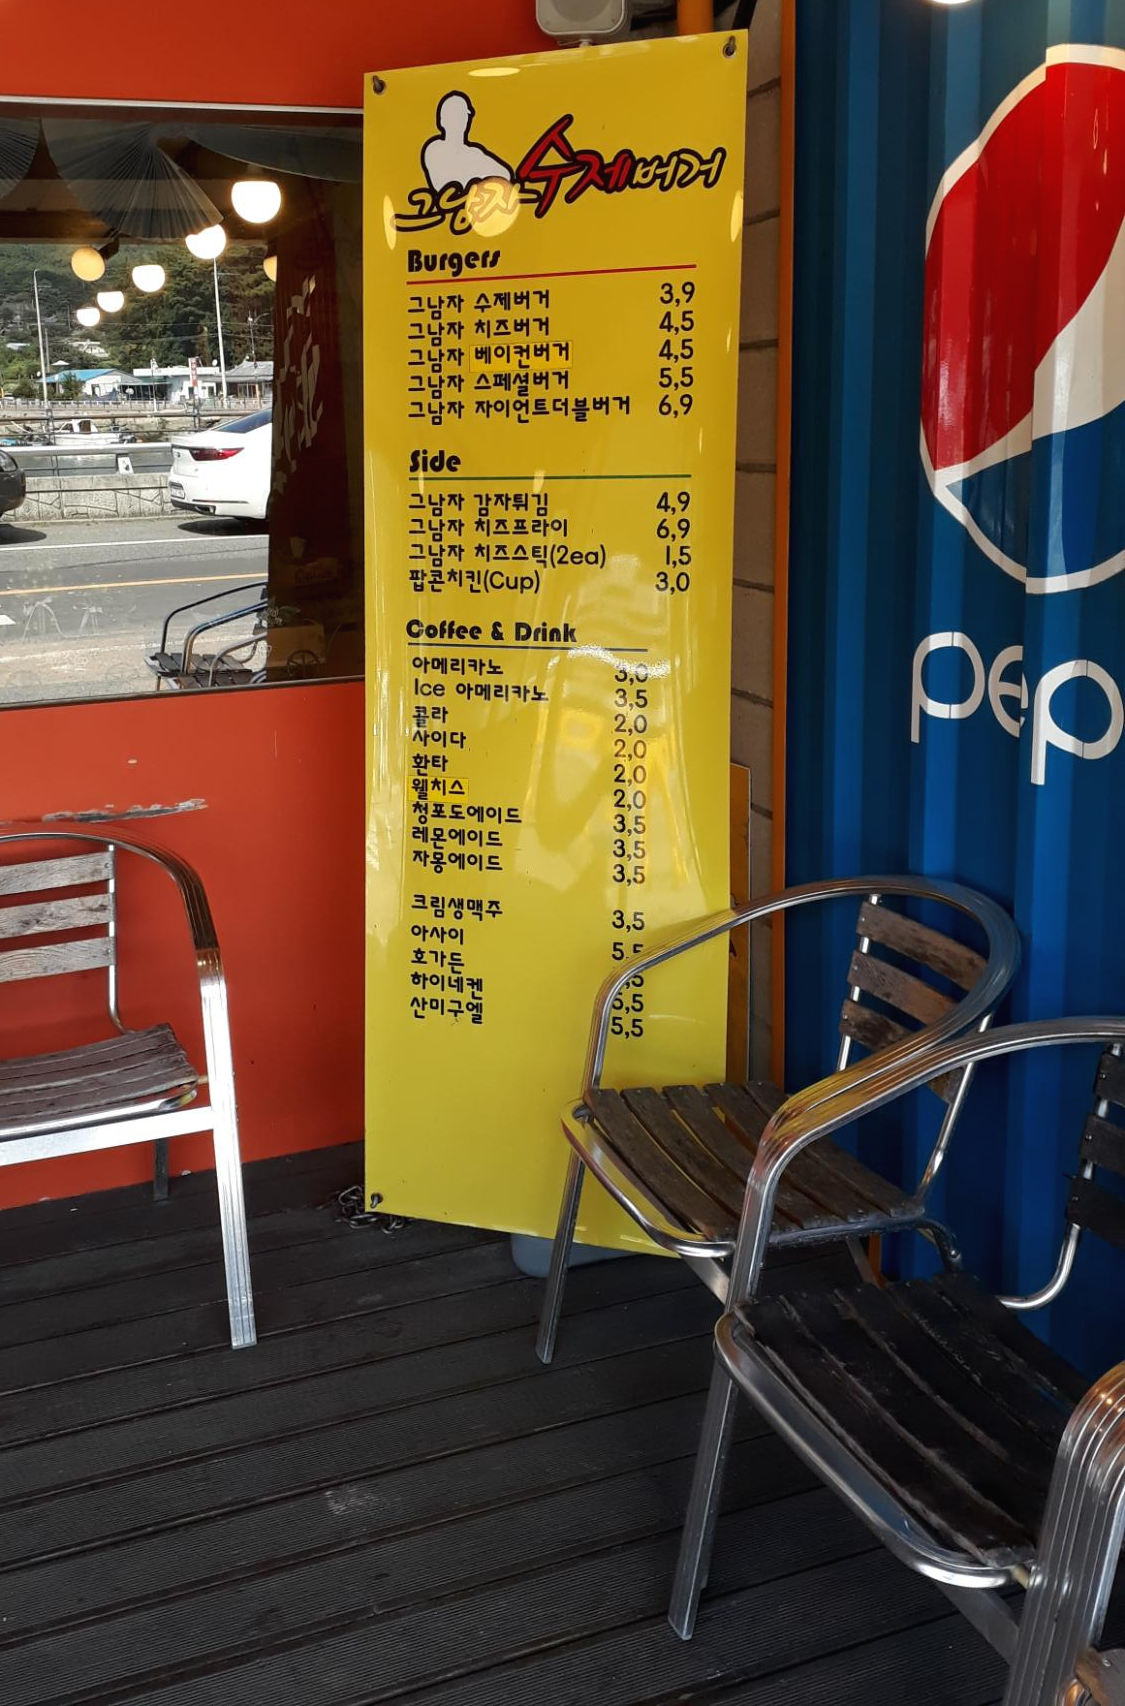 그남자수제버거
Burgers
그남자 수제버거 3,9
그남자 치즈버거 4,5
그남자 베이컨버거 4,5
그남자 스페셜버거 5,5
그남자 자이언트더블버거 6,9
Side
그남자 감자튀김 4,9
그남자 치즈프라이 6,9
그남자 치즈스틱(2ea) 1,5
팝콘치킨(Cup) 3,0
Coffee & Drink
아메리카노 3,0
Ice 아메리카노 3,5
콜라 2,0
사이다 2,0
환타 2,0
웰치스 2,0
청포도에이드 3,5
레몬에이드 3,5
자몽에이드 3,5
크림생맥주 3,5
아사이 5,5
호가든
하이네켄 5,5
산미구엘 5,5
pep